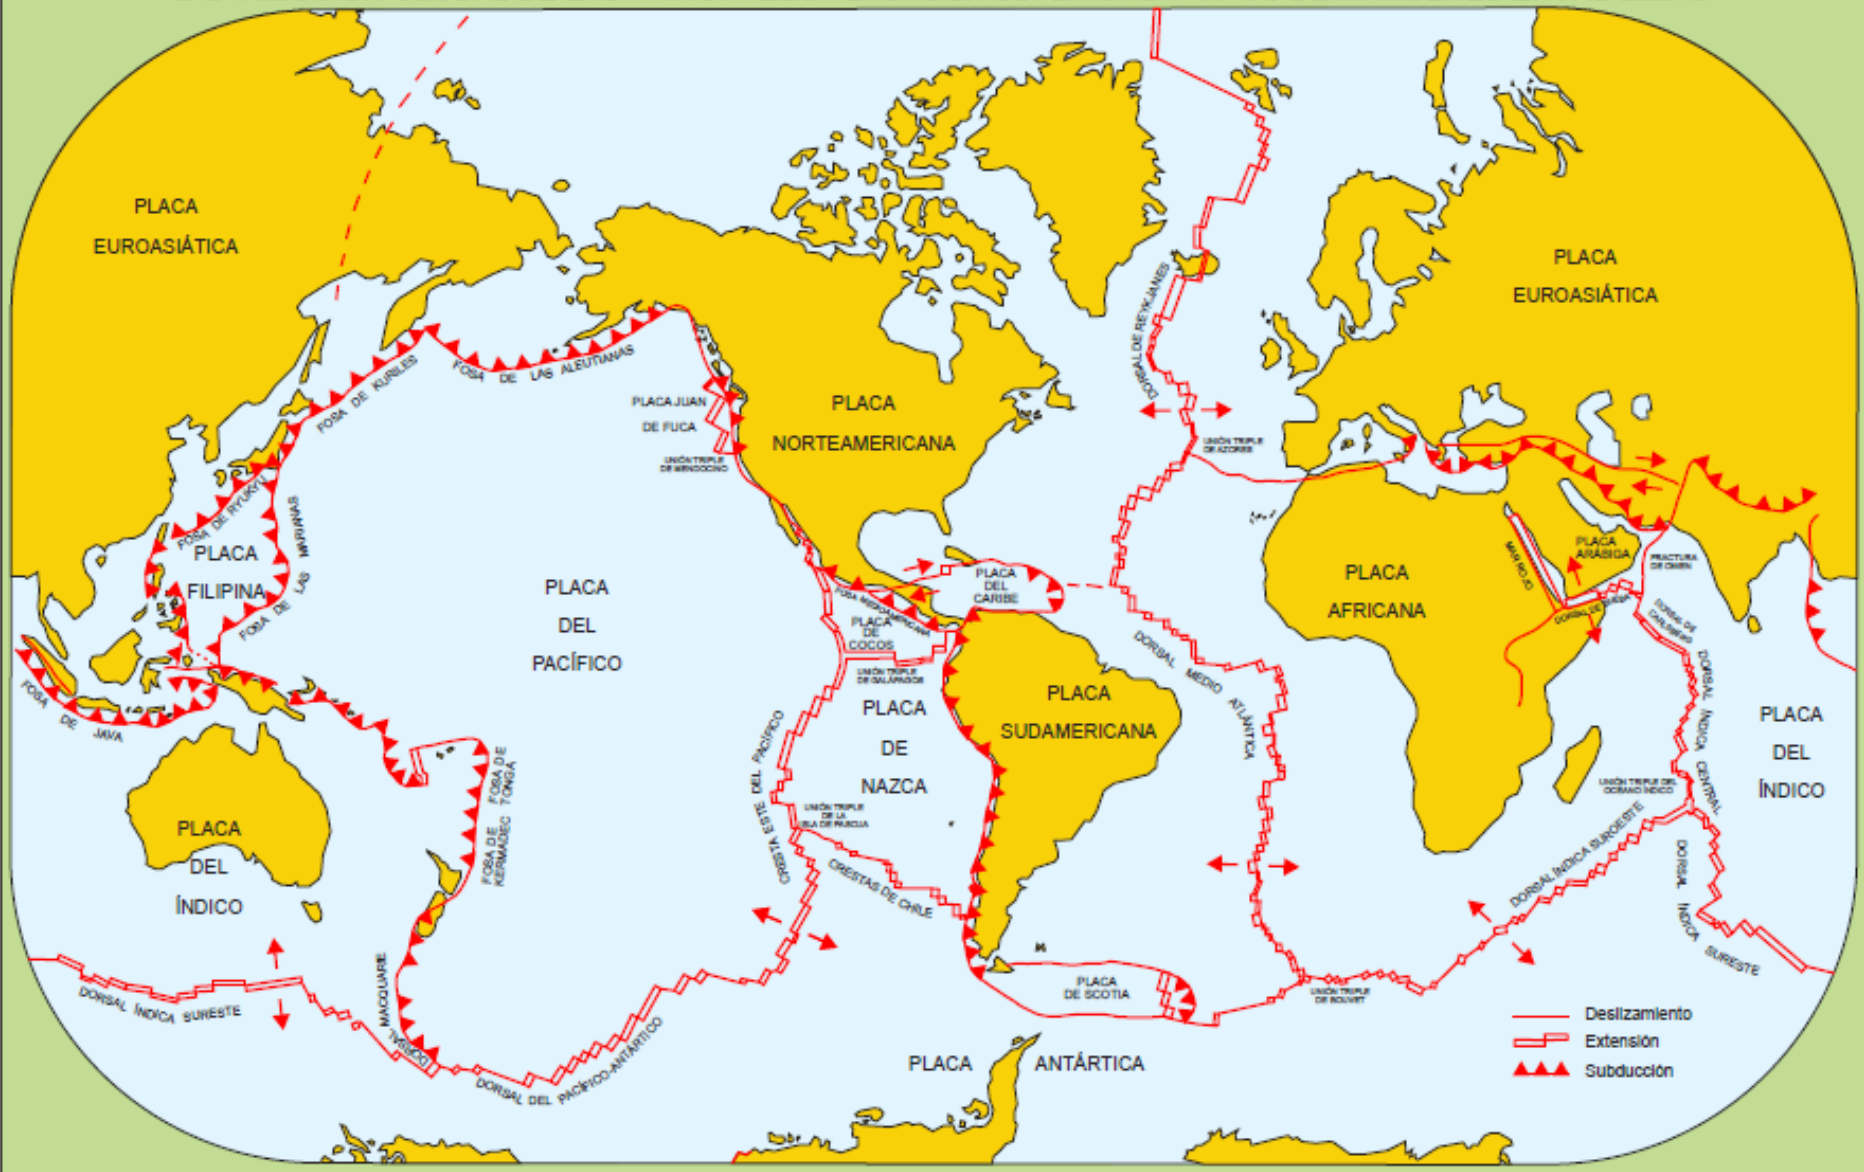 PLACA
EUROASIÁTICA
PLACA
EUROASIÁTICA
DORSAL DE REYKJANES
FOSA DE KURILES
FOSA DE LAS ALEUTIANAS
PLACA JUAN
DE FUCA
UNIÓN TRIPLE
DE MENDOCINO
PLACA
NORTEAMERICANA
UNIÓN TRIPLE
DE AZORES
FOSA DE RYUKYU
FOSA DE LAS MARIANAS
PLACA
FILIPINA
PLACA
DEL
PACÍFICO
PLACA
DEL
CARIBE
FOSA MESOAMERICANA
PLACA
DE
COCOS
UNIÓN TRIPLE
DE GALÁPAGOS
PLACA
AFRICANA
MAR ROJO
PLACA
ARÁBIGA
FRACTURA
DE OWEN
DORSAL DE
CARLSBERG
DORSAL MEDIO ATLÁNTICA
DORSAL ÍNDICA CENTRAL
FOSA DE JAVA
PLACA
DE
NAZCA
PLACA
SUDAMERICANA
PLACA
DEL
ÍNDICO
CRESTA ESTE DEL PACÍFICO
FOSA DE
TONGA
FOSA DE
KERMADEC
UNIÓN TRIPLE
DE LA
ISLA DE PASCUA
UNIÓN TRIPLE DEL
OCÉANO ÍNDICO
PLACA
DEL
ÍNDICO
CRESTAS DE CHILE
DORSAL ÍNDICA SUROESTE
DORSAL ÍNDICA SURESTE
DORSAL ÍNDICA SURESTE
DORSAL MACQUARIE
PLACA
DE SCOTIA
UNIÓN TRIPLE
DE BOUVET
DORSAL DEL PACÍFICO-ANTÁRTICO
PLACA ANTÁRTICA
Deslizamiento
Extensión
Subducción